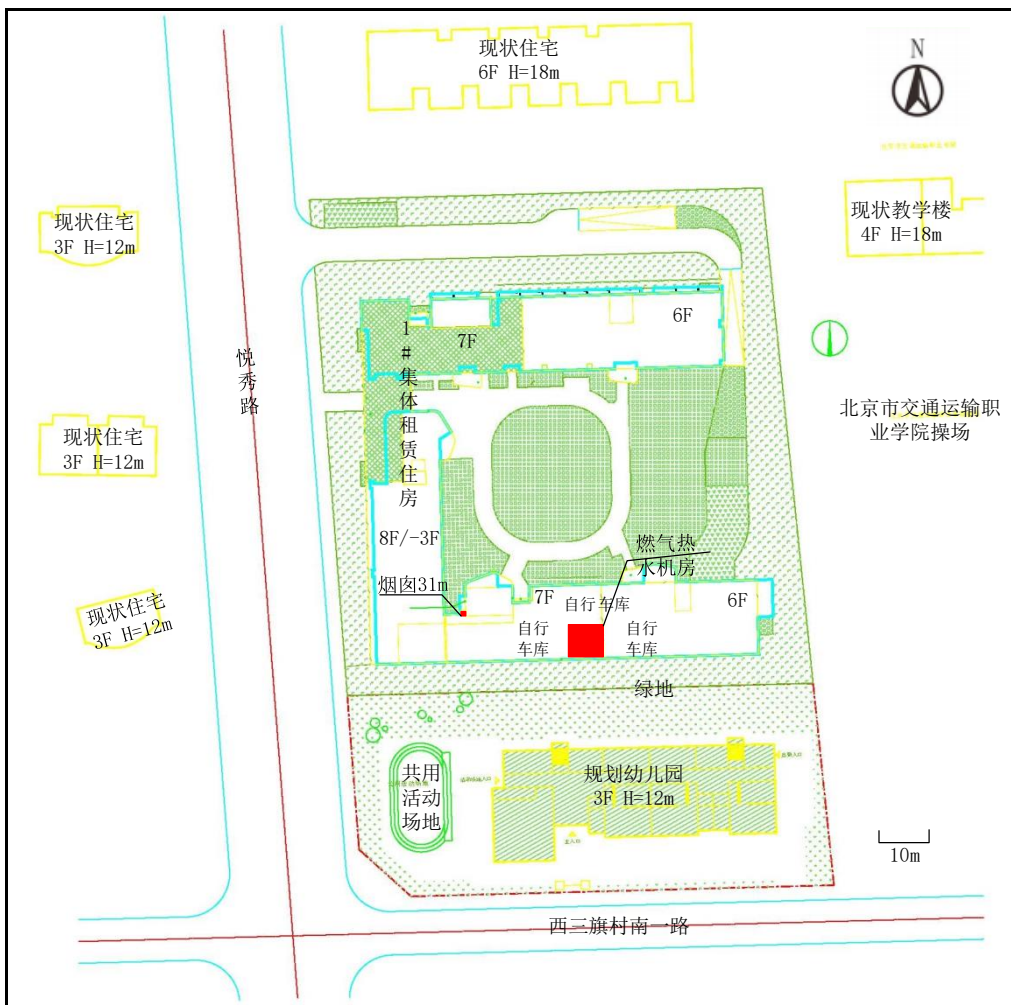 现状住宅
6F H=18m
N
现状住宅
3F H=12m
现状教学楼
4F H=18m
6F
7F
1#集体租赁住房
悦秀路
北京市交通运输职
业学院操场
现状住宅
3F H=12m
8F/-3F
燃气热
水机房
烟囱31m
7F
自行车库
6F
自行
车库
自行
车库
现状住宅
3F H=12m
绿地
共用
活动
场地
规划幼儿园
3F H=12m
主入口
10m
西三旗村南一路